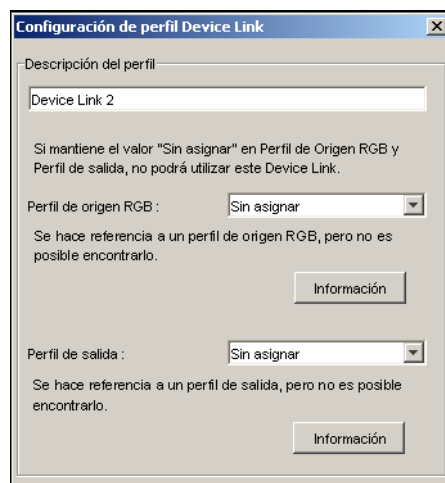 Configuración de perfil Device Link
Descripción del perfil
Device Link 2
Si mantiene el valor "Sin asignar" en Perfil de Origen RGB y
Perfil de salida, no podrá utilizar este Device Link.
Perfil de origen RGB : Sin asignar
Se hace referencia a un perfil de origen RGB, pero no es
posible encontrarlo.
Información
Perfil de salida : Sin asignar
Se hace referencia a un perfil de salida, pero no es posible
encontrarlo.
Información